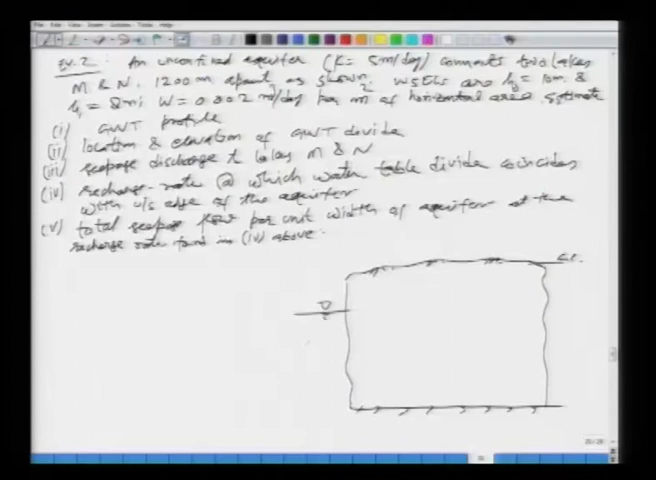 Ex.2: An unconfined aquifer (K= 5m/day) connects two lakes
M & N, 1200 m apart as shown. WSELs are h0 = 10m &
h1 = 8m; W = 0.002 m3/day per m2 of horizontal area. Estimate
(i) GWT profile
(ii) location & elevation of GWT divide
(iii) seepage discharge to lakes M & N
(iv) recharge-rate @ which water table divide coincides
with u/s edge of the aquifer
(v) total seepage flow per unit width of aquifer at the
recharge rate found in (iv) above.
G.L.